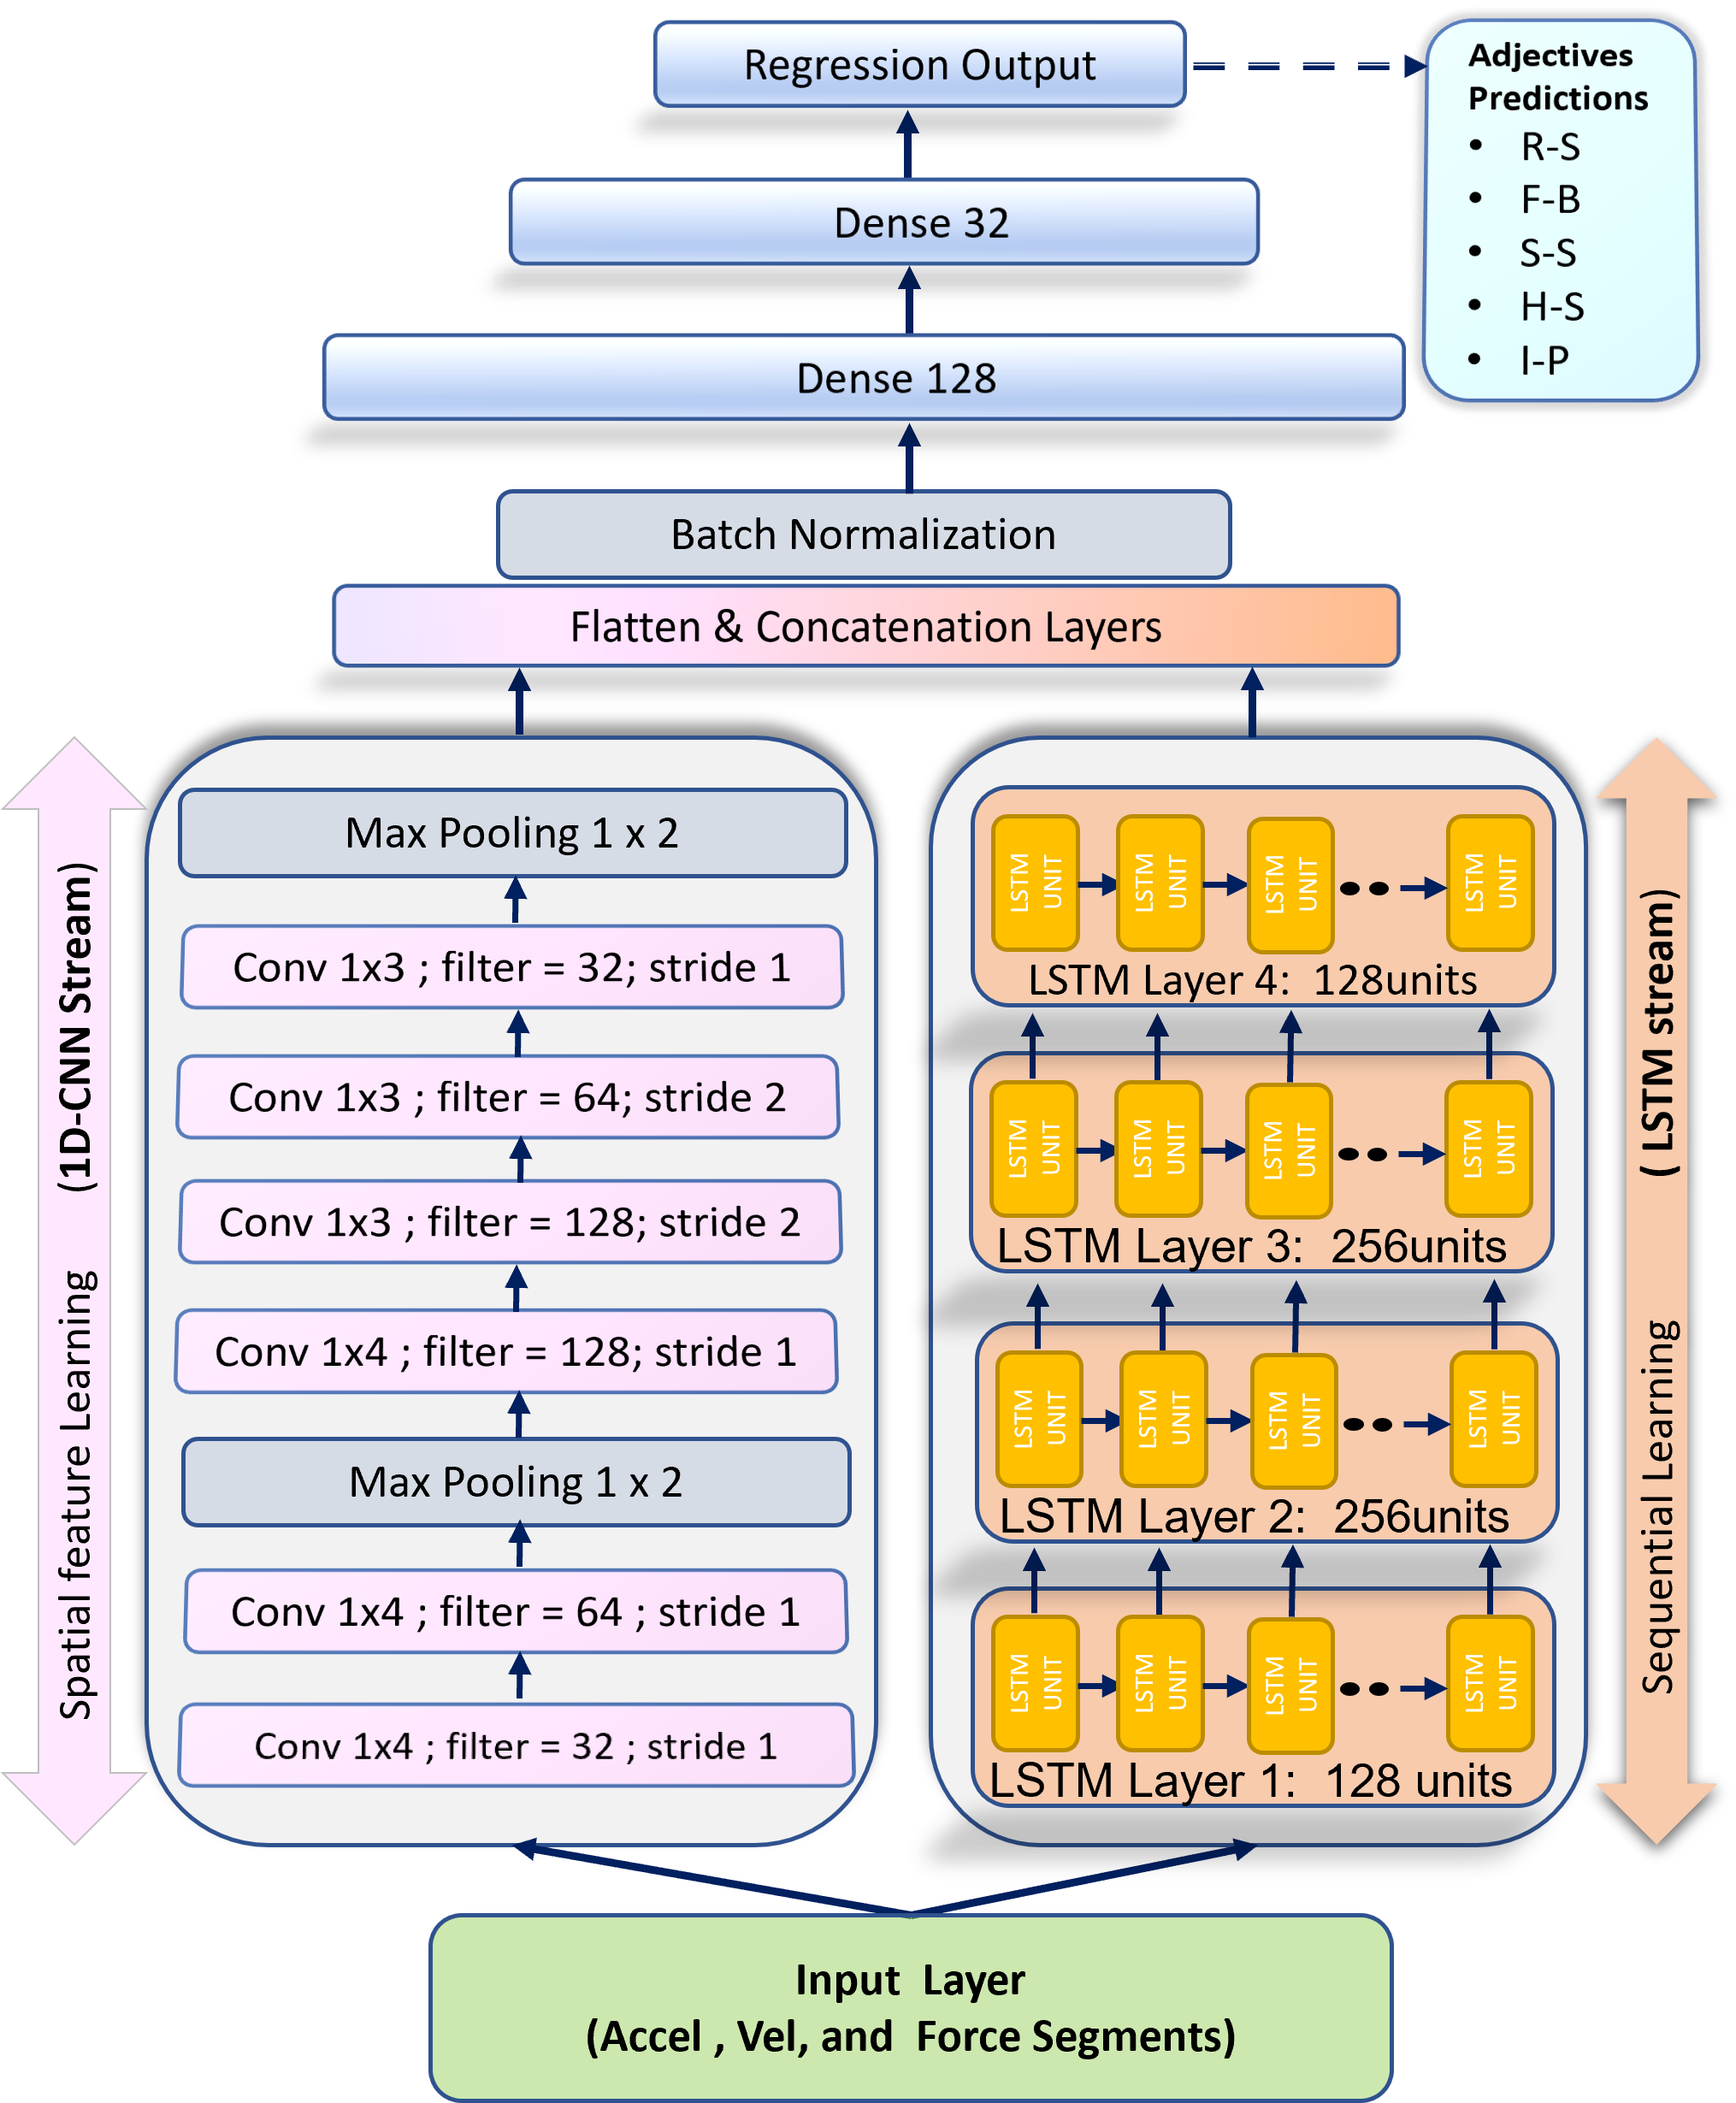 Regression Output
Adjectives
Predictions
• R-S
• F-B
• S-S
• H-S
• I-P
Dense 32
Dense 128
Batch Normalization
Flatten & Concatenation Layers
Spatial feature Learning (1D-CNN Stream)
Max Pooling 1 x 2
Conv 1x3 ; filter = 32; stride 1
Conv 1x3 ; filter = 64; stride 2
Conv 1x3 ; filter = 128; stride 2
Conv 1x4 ; filter = 128; stride 1
Max Pooling 1 x 2
Conv 1x4 ; filter = 64 ; stride 1
Conv 1x4 ; filter = 32 ; stride 1
LSTM
UNIT
LSTM
UNIT
LSTM
UNIT
LSTM
UNIT
LSTM Layer 4: 128units
LSTM
UNIT
LSTM
UNIT
LSTM
UNIT
LSTM
UNIT
LSTM Layer 3: 256units
LSTM
UNIT
LSTM
UNIT
LSTM
UNIT
LSTM
UNIT
LSTM Layer 2: 256units
LSTM
UNIT
LSTM
UNIT
LSTM
UNIT
LSTM
UNIT
LSTM Layer 1: 128 units
Sequential Learning ( LSTM stream)
Input Layer
(Accel , Vel, and Force Segments)